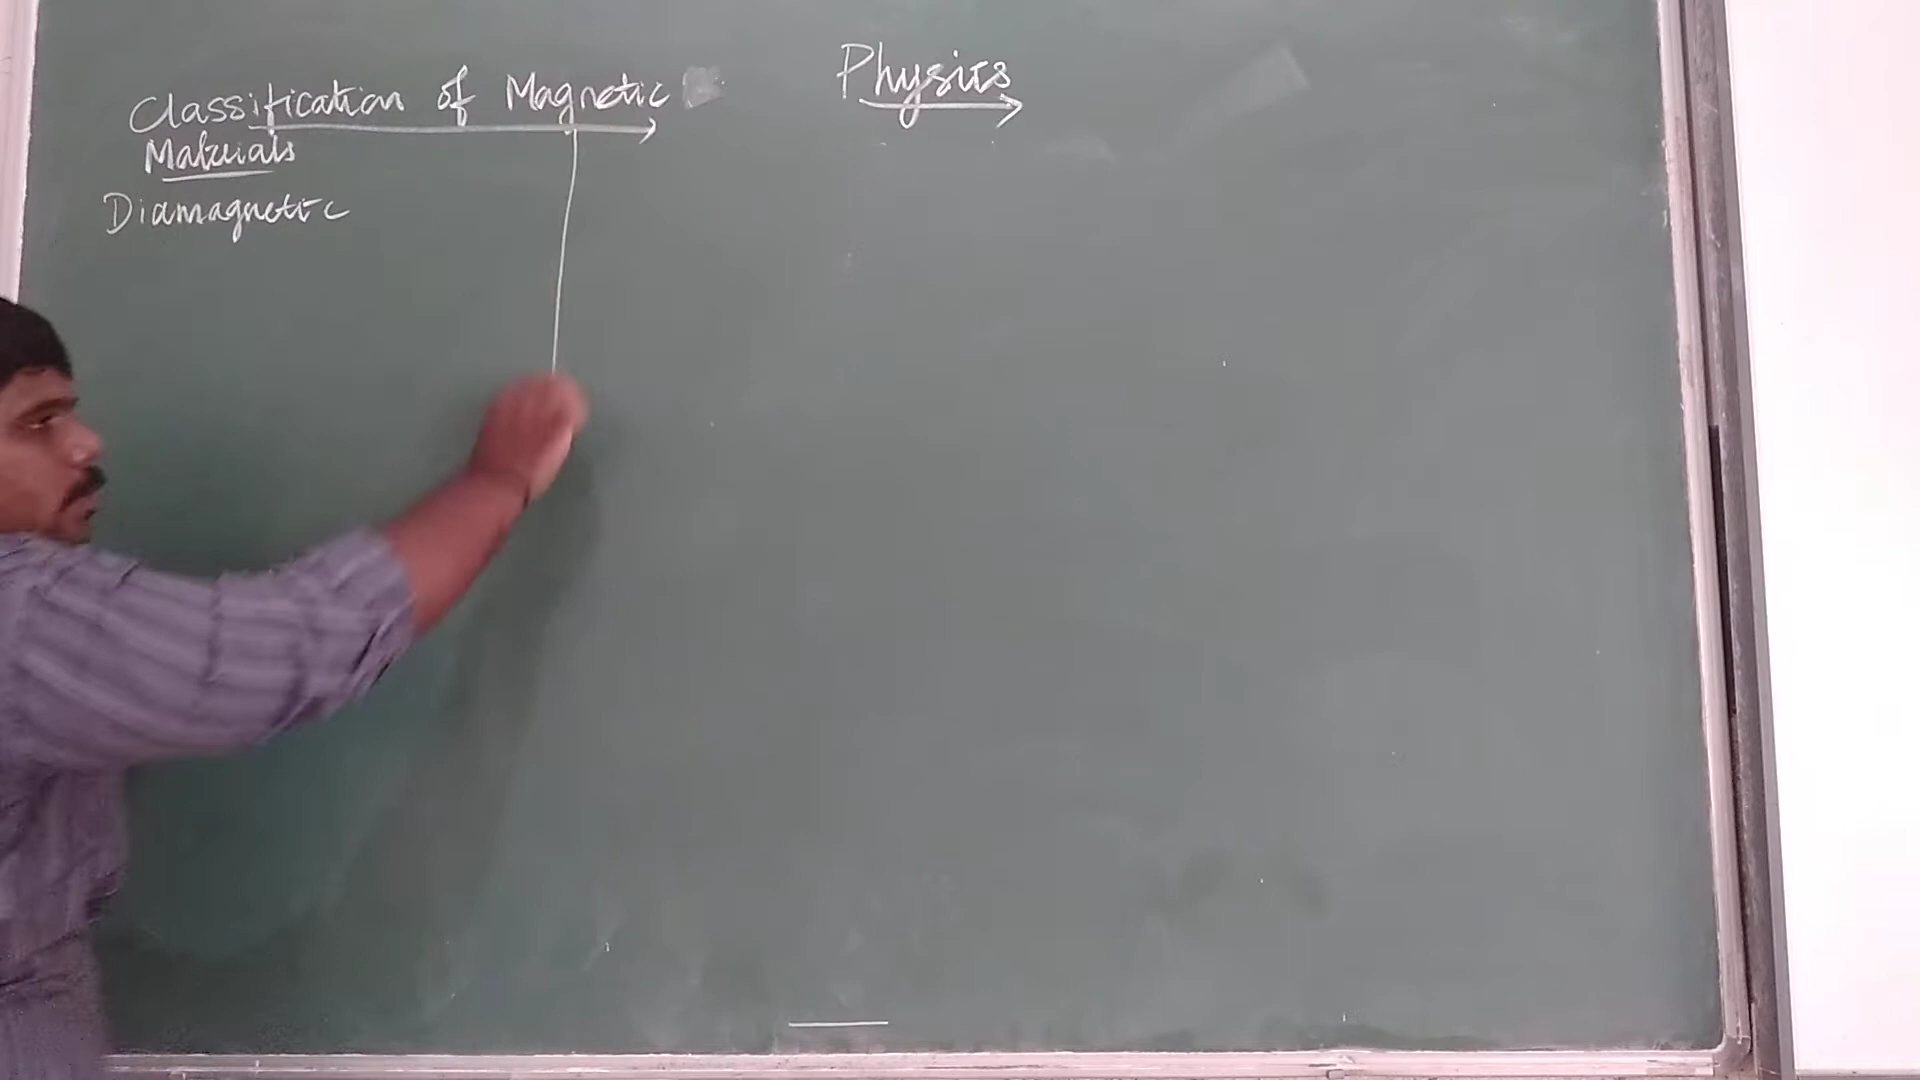 Classification of Magnetic
Materials
Diamagnetic
Physics